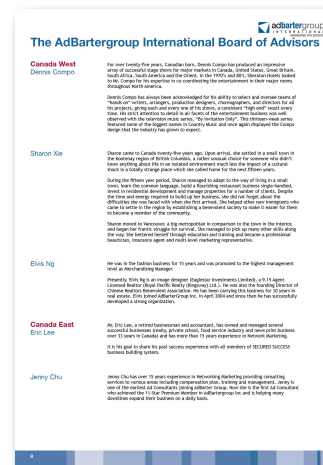 adbartergroup
INTERNATIONAL
The AdBartergroup International Board of Advisors
Canada West
Dennis Compo
For over twenty-five years, Canadian born, Dennis Compo has produced an impressive
array of successful stage shows for major markets in Canada, United States, Great Britain,
South Africa, South America and the Orient. In the 1970's and 80's, Sheraton Hotels looked
to Mr. Compo for his expertise in co-coordinating the entertainment in their major rooms
throughout North America.
Dennis Compo has always been acknowledged for his ability to select and oversee teams of
"hands on" writers, arrangers, production designers, choreographers, and directors for all
his projects, giving each and every one of his shows, a consistent "high end" result every
time. His strict attention to detail in all facets of the entertainment business was well
observed with the television music series, "By Invitation Only". This thirteen-week series
featured some of the biggest names in Country Music and once again displayed the Compo
design that the industry has grown to expect.
Sharon Xie
Sharon came to Canada twenty-five years ago. Upon arrival, she settled in a small town in
the Kootenay region of British Columbia, a rather unusual choice for someone who didn't
know anything about life in an isolated environment much less the impact of a cultural
shock in a totally strange place which she called home for the next fifteen years.
During the fifteen year period, Sharon managed to adapt to the way of living in a small
town, learn the common language, build a flourishing restaurant business single-handed,
invest in residential development and manage properties for a number of clients. Despite
the time and energy required to build up her business, she did not forget about the
difficulties she was faced with when she first arrived. She helped other new immigrants who
came to settle in the region by establishing a benevolent society to make it easier for them
to become a member of the community.
Sharon moved to Vancouver, a big metropolitan in comparison to the town in the interior,
and began her frantic struggle for survival. She managed to pick up many other skills along
the way. She bettered herself through education and training and became a professional
beautician, insurance agent and multi-level marketing representative.
Elvis Ng
He was in the fashion business for 15 years and was promoted to the highest management
level as Merchandising Manager.
Presently, Elvis Ng is an image designer (Eaglestar Investments Limited), a 9.15 Agent
Licensed Realtor (Royal Pacific Realty (Kingsway) Ltd.). He was also the founding Director of
Chinese Realtors Benevolent Association. He has been carrying this business for 10 years in
real estate. Elvis joined AdBarterGroup Inc. in April 2004 and since then he has successfully
developed a strong organization.
Canada East
Eric Lee
Mr. Eric Lee, a retired businessman and accountant, has owned and managed several
successful businesses (realty, private school, food service industry and news print business
over 33 years in Canada) and has more than 15 years experience in Network Marketing.
It is his goal to share his past success experience with all members of SECURED SUCCESS
business building system.
Jenny Chu
Jenny Chu has over 15 years experience in Networking Marketing providing consulting
services to various areas including compensation plan, training and management. Jenny is
one of the earliest Ad Consultants joining AdBarter Group. Now she is the first Ad Consultant
who achieved the 11-Star Premium Member in AdBartergroup Inc and is helping many
downlines expand their business on a daily basis.